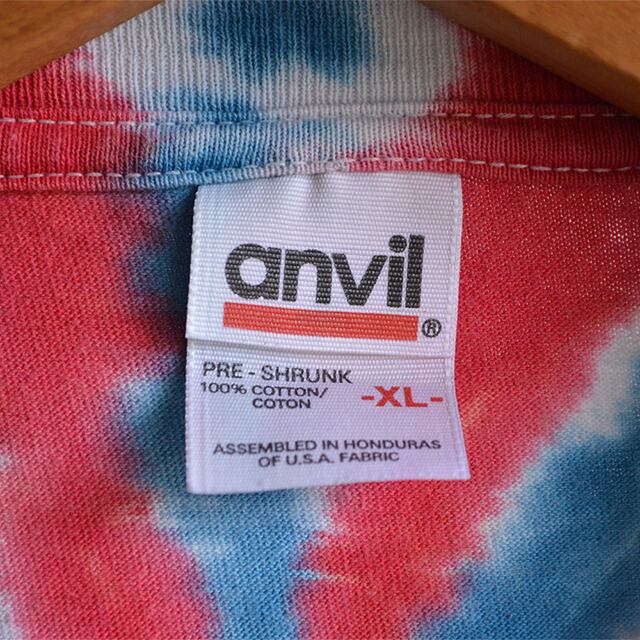 anvil®
PRE - SHRUNK
100% COTTON/
COTON
-XL-
ASSEMBLED IN HONDURAS
OF U.S.A. FABRIC